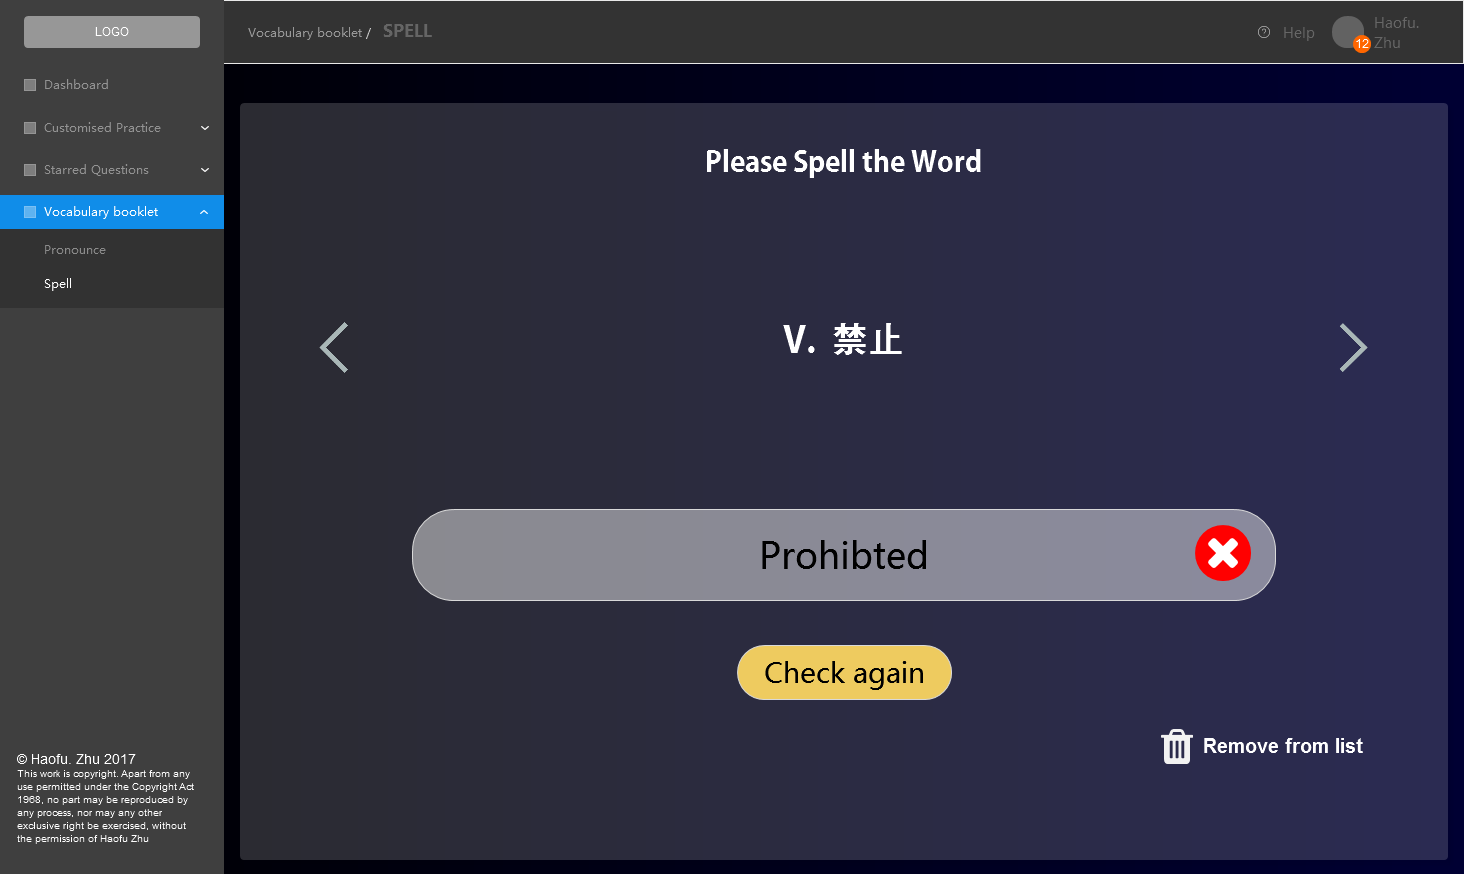 LOGO
Dashboard
Customised Practice
Starred Questions
Vocabulary booklet
Pronounce
Spell
© Haofu. Zhu 2017
This work is copyright. Apart from any
use permitted under the Copyright Act
1968, no part may be reproduced by
any process, nor may any other
exclusive right be exercised, without
the permission of Haofu Zhu
Vocabulary booklet / SPELL
Help
12
Haofu.
Zhu
Please Spell the Word
V. 禁止
Prohibted
Check again
Remove from list